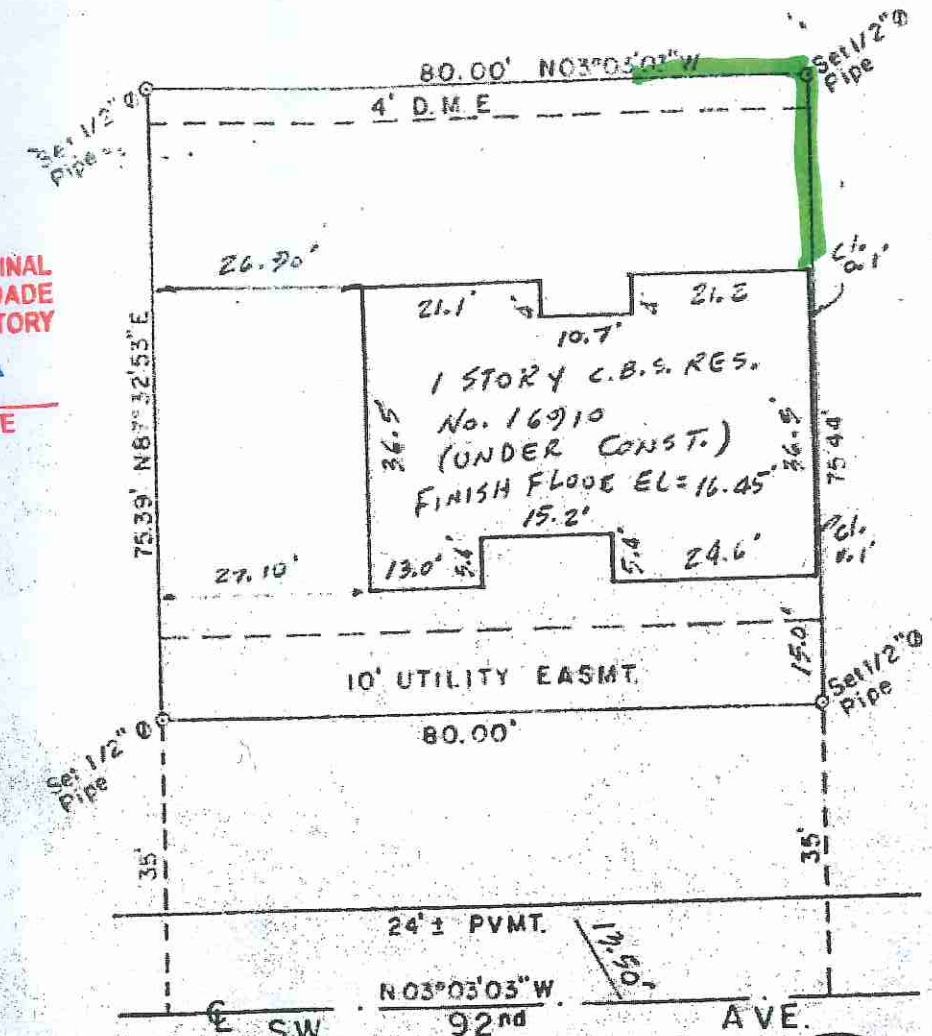 80.00' N03°03'03"W
Set 1/2" Φ
Pipe
Set 1/2" Φ
Pipe
4' D.M.E
INAL
DADE
TORY
E
26.90'
21.1'
4'
10.7'
4'
21.2
Cl.
0.1'
75.39' N87°32'53"E
1 STORY C.B.S. RES.
No. 16910
(UNDER CONST.)
FINISH FLOOR EL = 16.45'
36.5'
36.5'
75.44'
15.2'
27.10'
13.0'
5.4'
5.4'
24.6'
Cl.
0.1'
15.01'
10' UTILITY EASMT.
Set 1/2" Φ
Pipe
Set 1/2" Φ
Pipe
80.00'
35'
35'
24' ± PVMT.
N03°03'03"W
SW 92nd AVE.